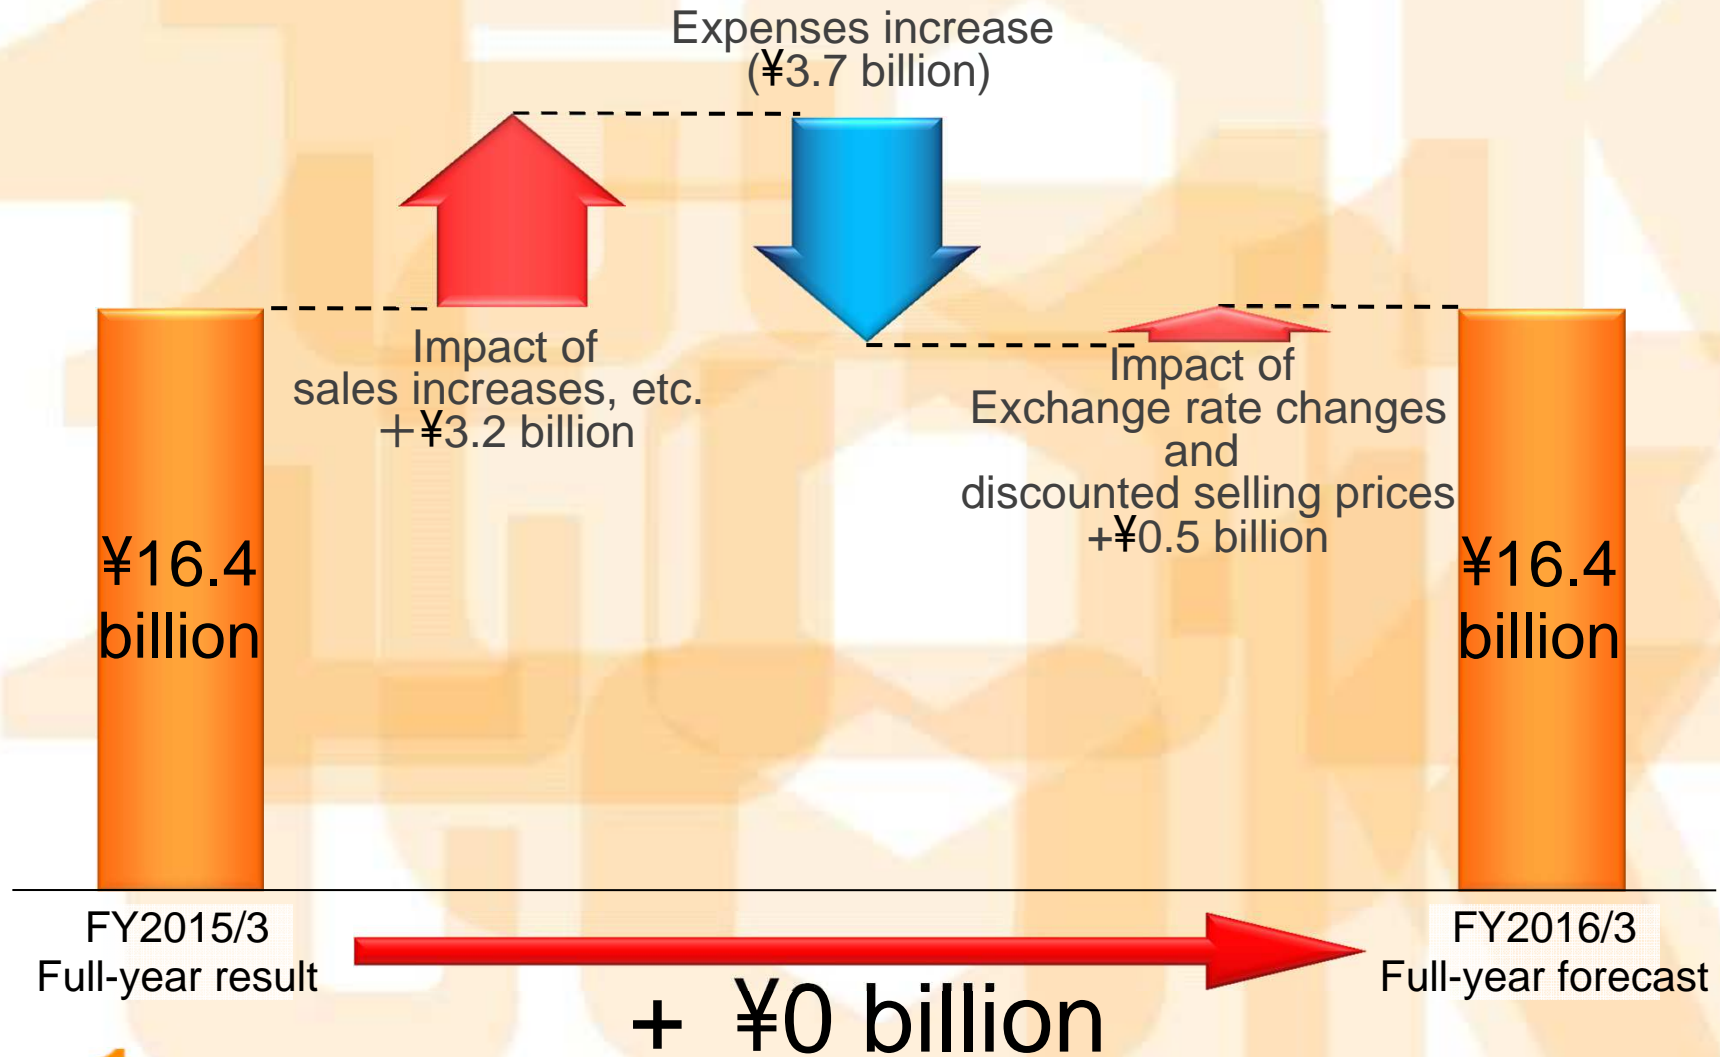 Expenses increase
(¥3.7 billion)
Impact of
sales increases, etc.
＋¥3.2 billion
Impact of
Exchange rate changes
and
discounted selling prices
+¥0.5 billion
¥16.4
billion
¥16.4
billion
FY2015/3
Full-year result
FY2016/3
Full-year forecast
+ ¥0 billion